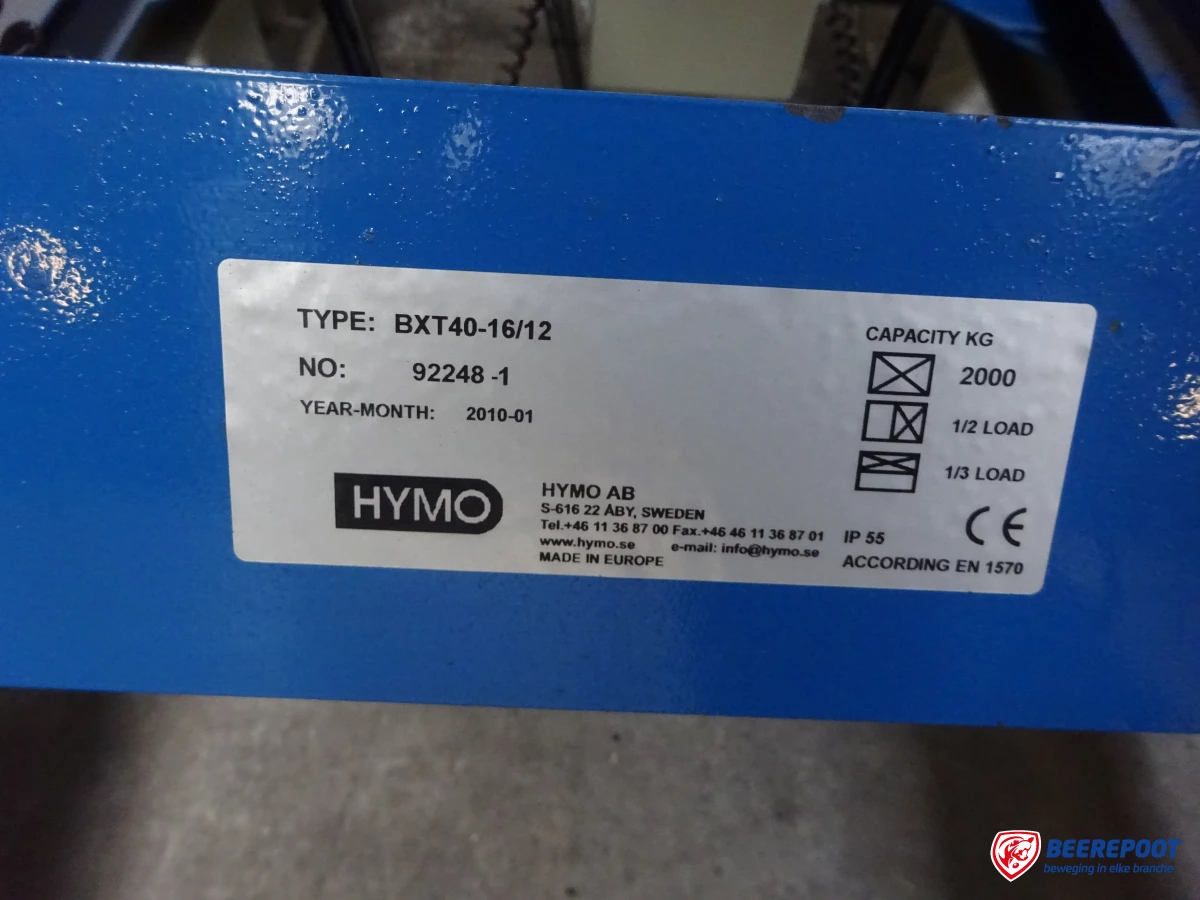 TYPE: BXT40-16/12
NO: 92248 -1
YEAR-MONTH: 2010-01
CAPACITY KG
2000
1/2 LOAD
1/3 LOAD
HYMO
HYMO AB
S-616 22 ÅBY, SWEDEN
Tel.+46 11 36 87 00 Fax.+46 46 11 36 87 01
www.hymo.se e-mail: info@hymo.se
MADE IN EUROPE
IP 55
CE
ACCORDING EN 1570
BEEREPOOT
beweging in elke branche